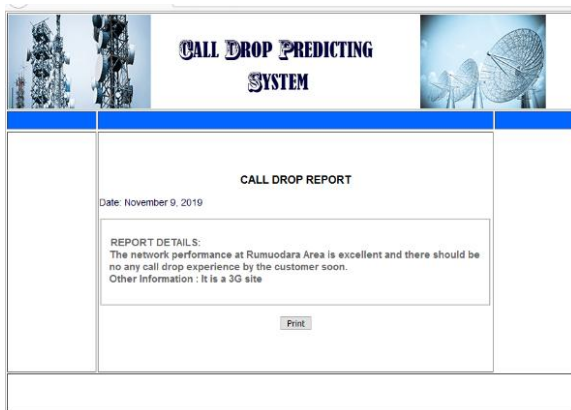 CALL DROP PREDICTING
SYSTEM
CALL DROP REPORT
Date: November 9, 2019
REPORT DETAILS:
The network performance at Rumuodara Area is excellent and there should be
no any call drop experience by the customer soon.
Other Information : It is a 3G site
Print